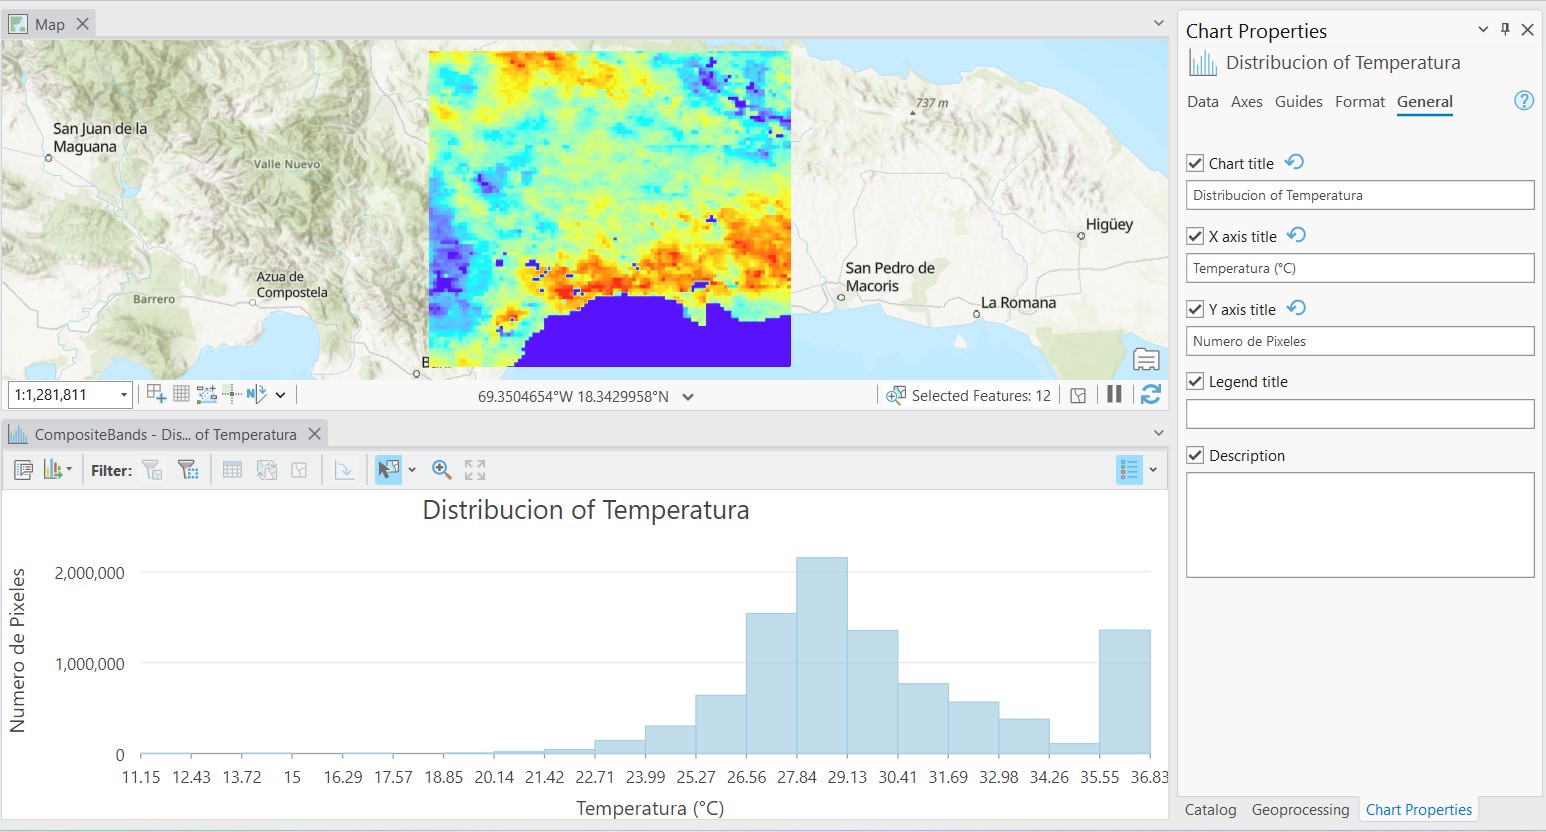 Map
San Juan de la
Maguana
Valle Nuevo
737 m
Azua de
Compostela
Barrero
San Pedro de
Macoris
La Romana
Higüey
1:1,281,811
69.3504654°W 18.3429958°N
Selected Features: 12
CompositeBands - Dis... of Temperatura
Filter:
Distribucion of Temperatura
Numero de Pixeles
2,000,000
1,000,000
0
11.15 12.43 13.72 15 16.29 17.57 18.85 20.14 21.42 22.71 23.99 25.27 26.56 27.84 29.13 30.41 31.69 32.98 34.26 35.55 36.83
Temperatura (°C)
Chart Properties
Distribucion of Temperatura
Data Axes Guides Format General
Chart title
Distribucion of Temperatura
X axis title
Temperatura (°C)
Y axis title
Numero de Pixeles
Legend title
Description
Catalog Geoprocessing Chart Properties